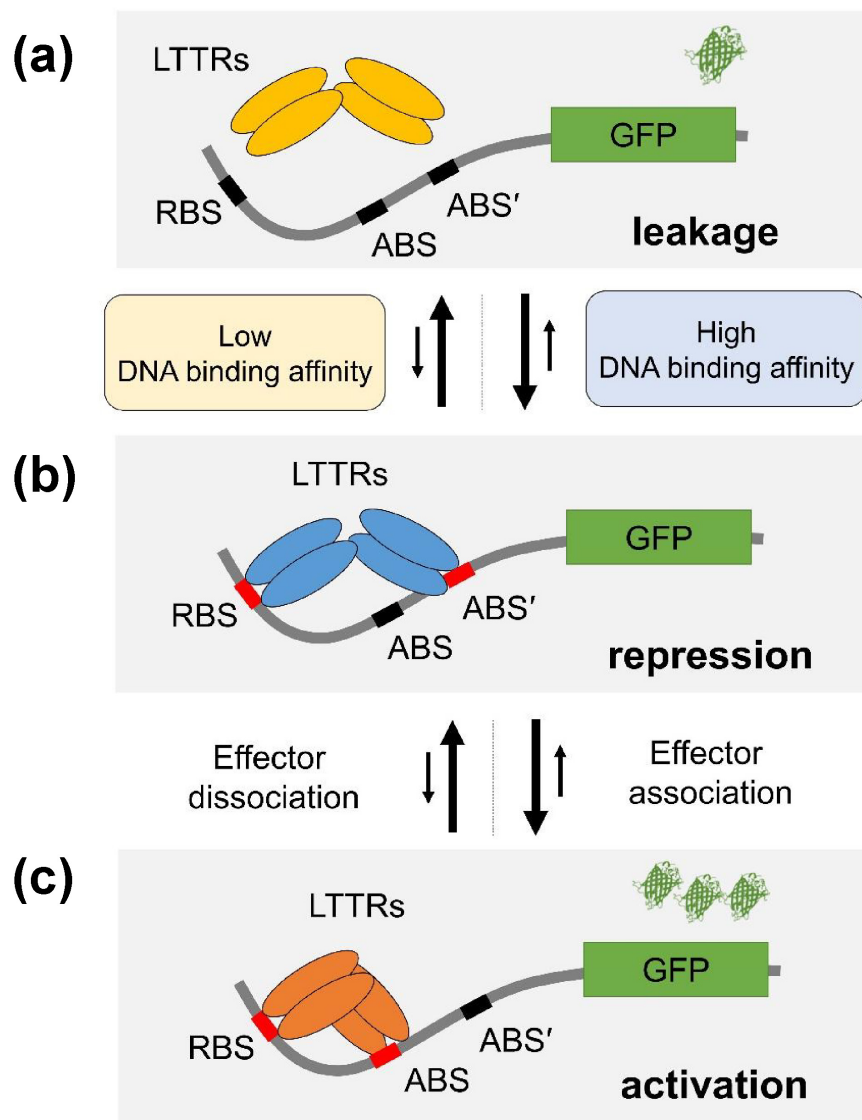 (a)
LTTRs
GFP
RBS
ABS
ABS′
leakage
Low
DNA binding affinity
High
DNA binding affinity
(b)
LTTRs
GFP
RBS
ABS
ABS′
repression
Effector
dissociation
Effector
association
(c)
LTTRs
GFP
RBS
ABS
ABS′
activation